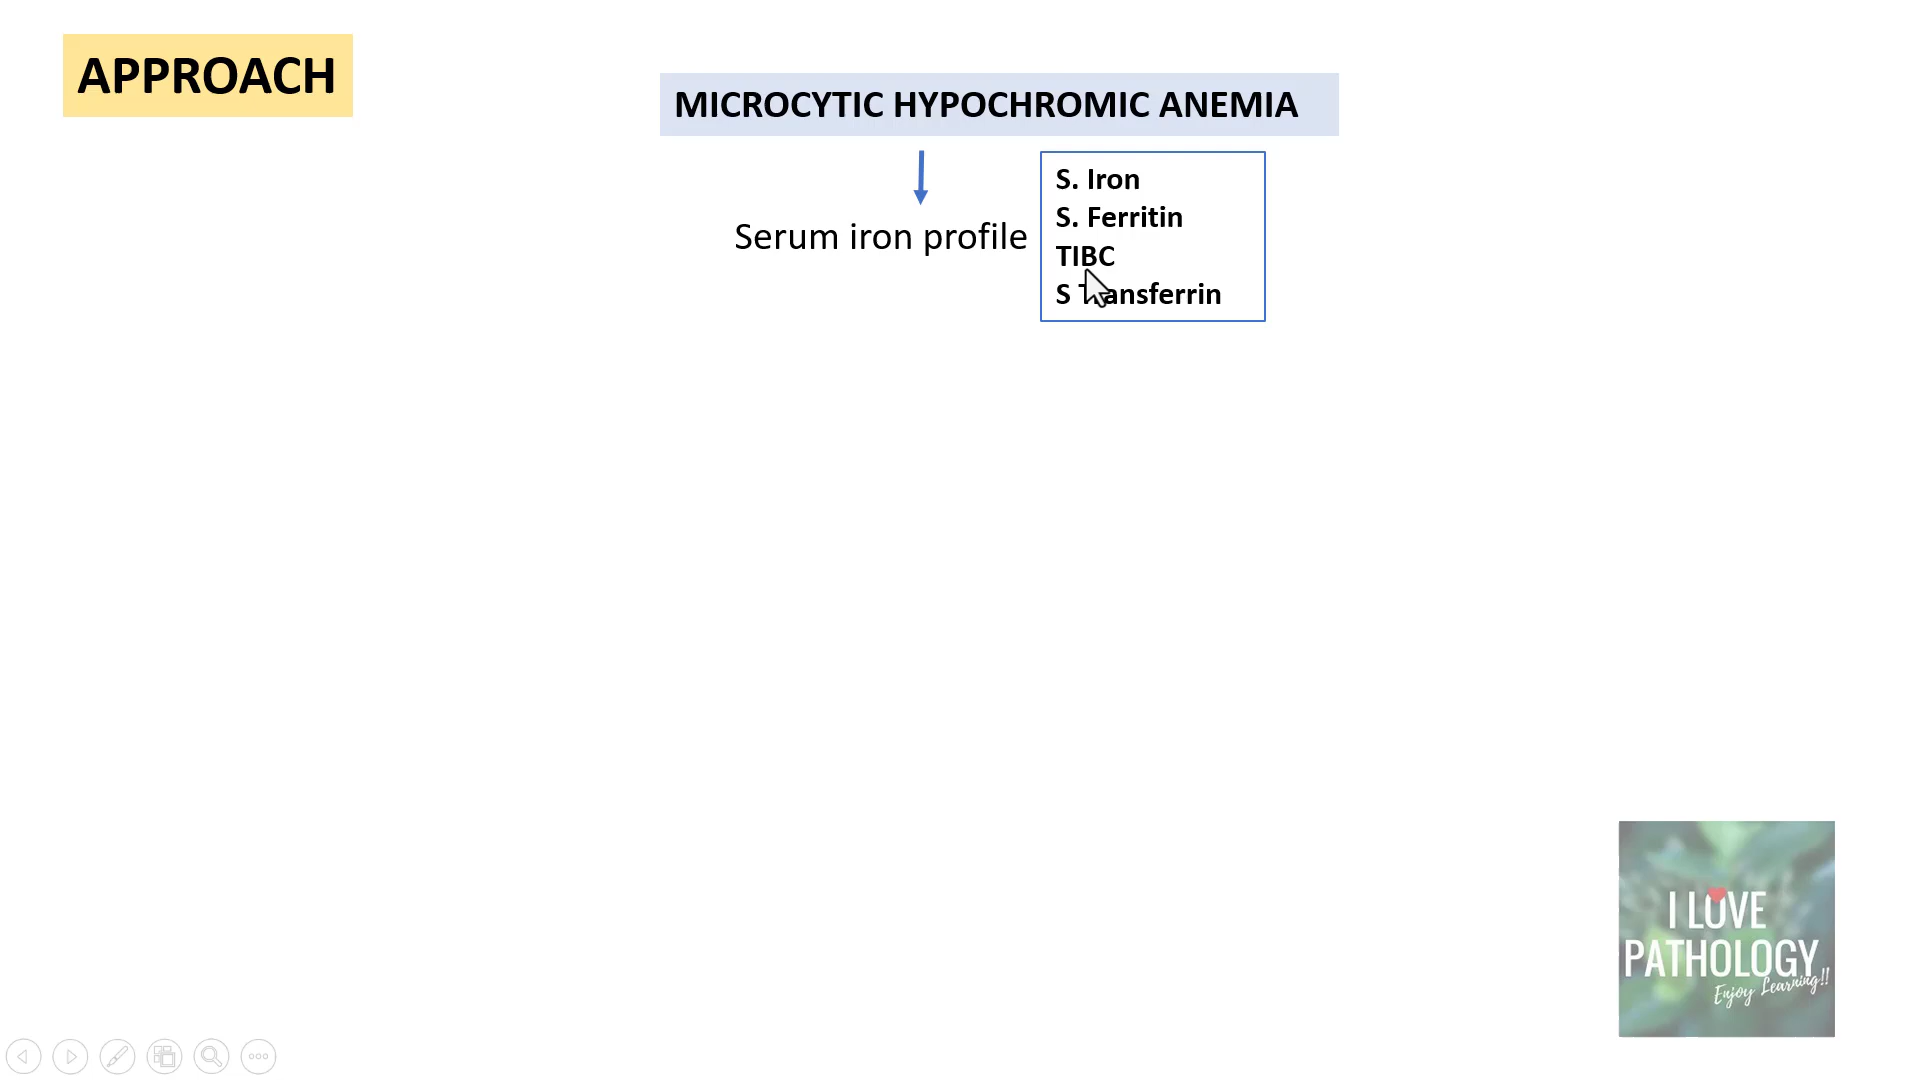 APPROACH
MICROCYTIC HYPOCHROMIC ANEMIA
Serum iron profile
S. Iron
S. Ferritin
TIBC
S Transferrin
I LOVE
PATHOLOGY
Enjoy Learning!!